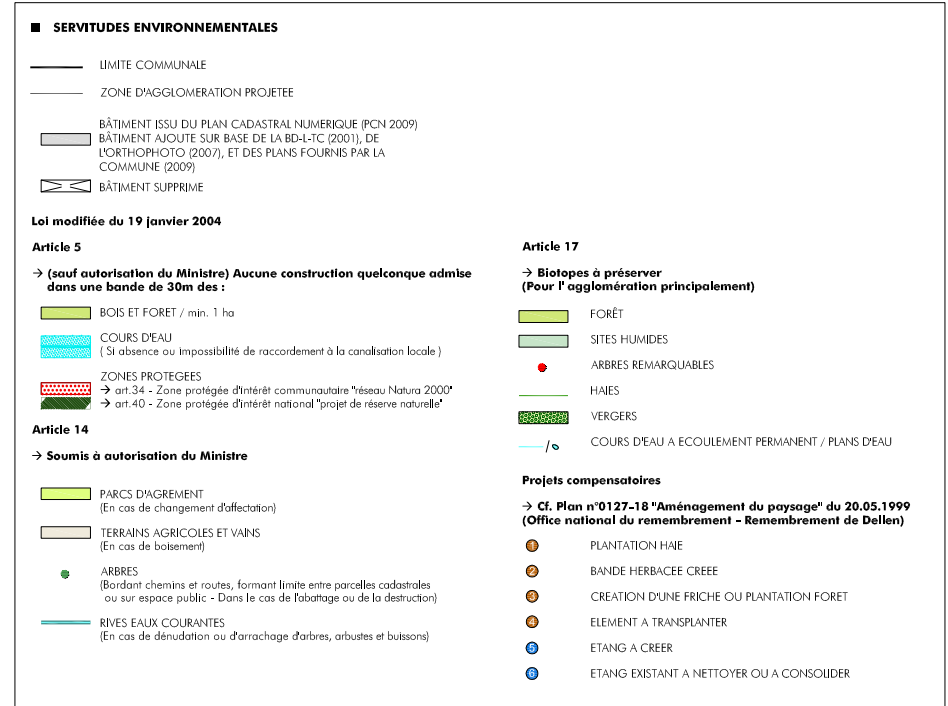 SERVITUDES ENVIRONNEMENTALES
LIMITE COMMUNALE
ZONE D'AGGLOMERATION PROJETEE
BÂTIMENT ISSU DU PLAN CADASTRAL NUMERIQUE (PCN 2009)
BÂTIMENT AJOUTE SUR BASE DE LA BD-L-TC (2001), DE
L'ORTHOPHOTO (2007), ET DES PLANS FOURNIS PAR LA
COMMUNE (2009)
BÂTIMENT SUPPRIME
Loi modifiée du 19 janvier 2004
Article 5
→ (sauf autorisation du Ministre) Aucune construction quelconque admise
dans une bande de 30m des :
BOIS ET FORET / min. 1 ha
COURS D'EAU
( Si absence ou impossibilité de raccordement à la canalisation locale )
ZONES PROTEGEES
→ art.34 - Zone protégée d'intérêt communautaire "réseau Natura 2000"
→ art.40 - Zone protégée d'intérêt national "projet de réserve naturelle"
Article 14
→ Soumis à autorisation du Ministre
PARCS D'AGREMENT
(En cas de changement d'affectation)
TERRAINS AGRICOLES ET VAINS
(En cas de boisement)
ARBRES
(Bordant chemins et routes, formant limite entre parcelles cadastrales
ou sur espace public - Dans le cas de l'abattage ou de la destruction)
RIVES EAUX COURANTES
(En cas de dénudation ou d'arrachage d'arbres, arbustes et buissons)
Article 17
→ Biotopes à préserver
(Pour l'agglomération principalement)
FORÊT
SITES HUMIDES
ARBRES REMARQUABLES
HAIES
VERGERS
/ COURS D'EAU A ECOULEMENT PERMANENT / PLANS D'EAU
Projets compensatoires
→ Cf. Plan n°0127-18 "Aménagement du paysage" du 20.05.1999
(Office national du remembrement - Remembrement de Dellen)
1 PLANTATION HAIE
2 BANDE HERBACEE CREEE
3 CREATION D'UNE FRICHE OU PLANTATION FORET
4 ELEMENT A TRANSPLANTER
5 ETANG A CREER
6 ETANG EXISTANT A NETTOYER OU A CONSOLIDER